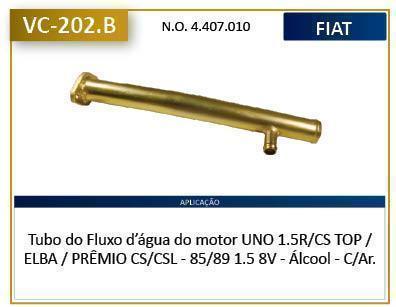 VC-202.B
N.O. 4.407.010
FIAT
APLICAÇÃO
Tubo do Fluxo d'água do motor UNO 1.5R/CS TOP /
ELBA / PRÊMIO CS/CSL - 85/89 1.5 8V - Álcool - C/Ar.